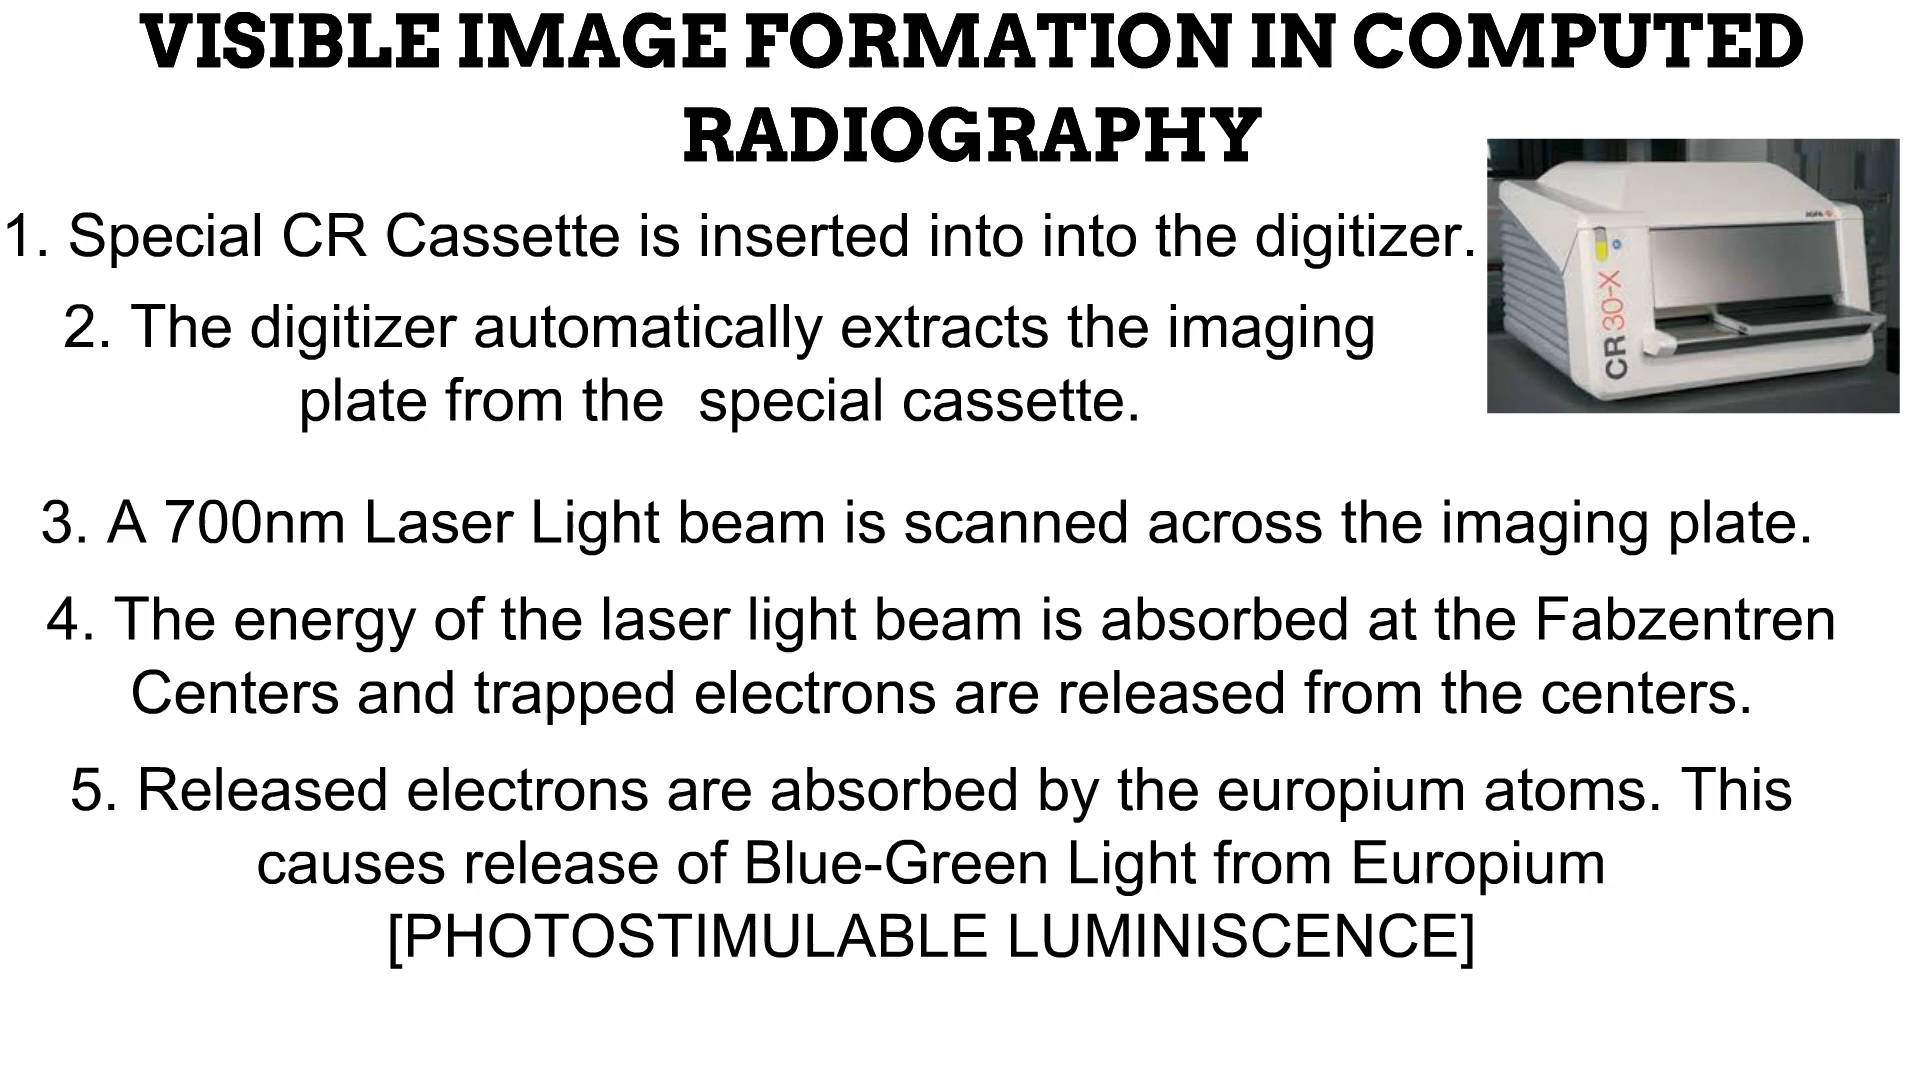 VISIBLE IMAGE FORMATION IN COMPUTED
RADIOGRAPHY
1. Special CR Cassette is inserted into into the digitizer.
2. The digitizer automatically extracts the imaging
plate from the special cassette.
AGFA
CR30-X
3. A 700nm Laser Light beam is scanned across the imaging plate.
4. The energy of the laser light beam is absorbed at the Fabzentren
Centers and trapped electrons are released from the centers.
5. Released electrons are absorbed by the europium atoms. This
causes release of Blue-Green Light from Europium
[PHOTOSTIMULABLE LUMINISCENCE]